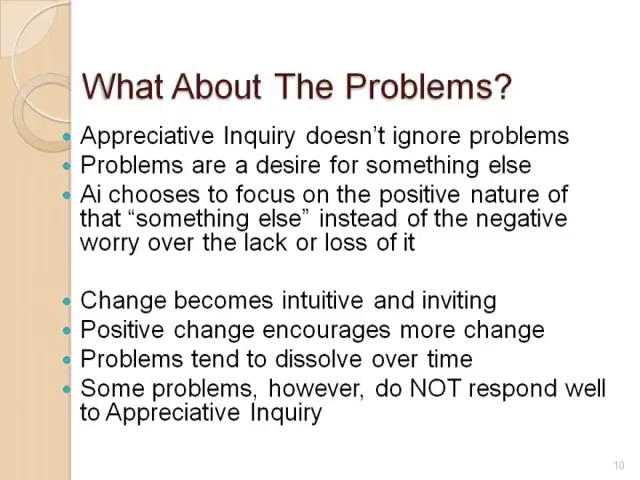 What About The Problems?
Appreciative Inquiry doesn’t ignore problems
Problems are a desire for something else
Ai chooses to focus on the positive nature of
that “something else” instead of the negative
worry over the lack or loss of it
Change becomes intuitive and inviting
Positive change encourages more change
Problems tend to dissolve over time
Some problems, however, do NOT respond well
to Appreciative Inquiry
10